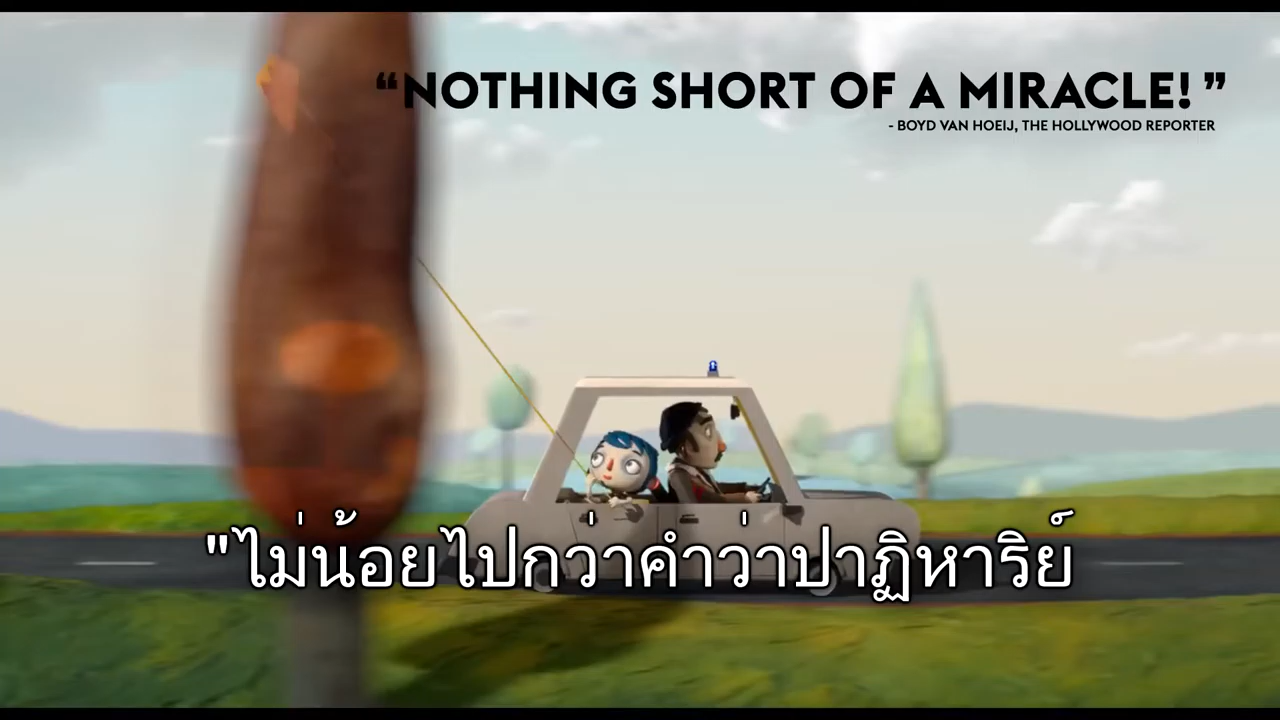 “NOTHING SHORT OF A MIRACLE!”
- BOYD VAN HOEIJ, THE HOLLYWOOD REPORTER
"ไม่น้อยไปกว่าคำว่าปาฏิหาริย์